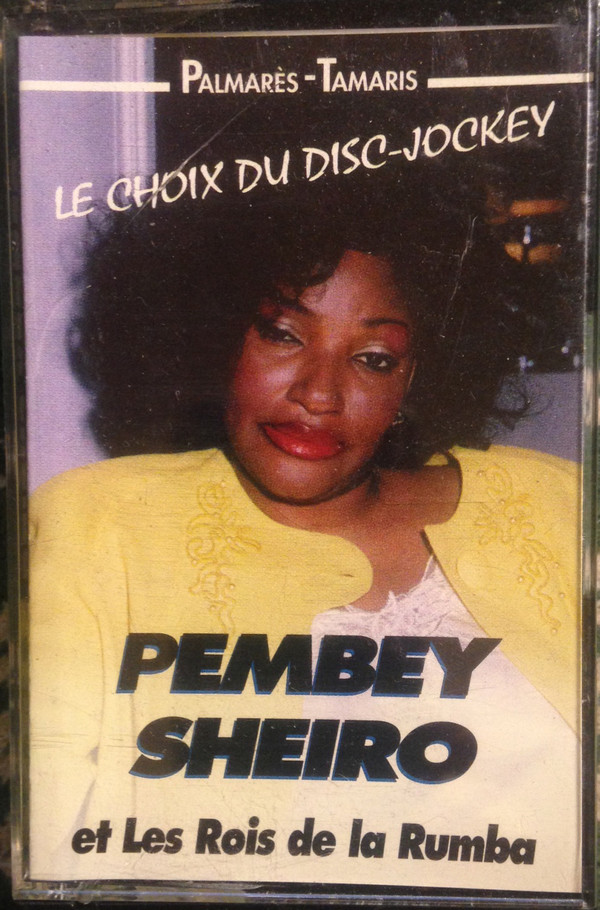 PALMARÈS-TAMARIS
LE CHOIX DU DISC-JOCKEY
PEMBEY
SHEIRO
et Les Rois de la Rumba